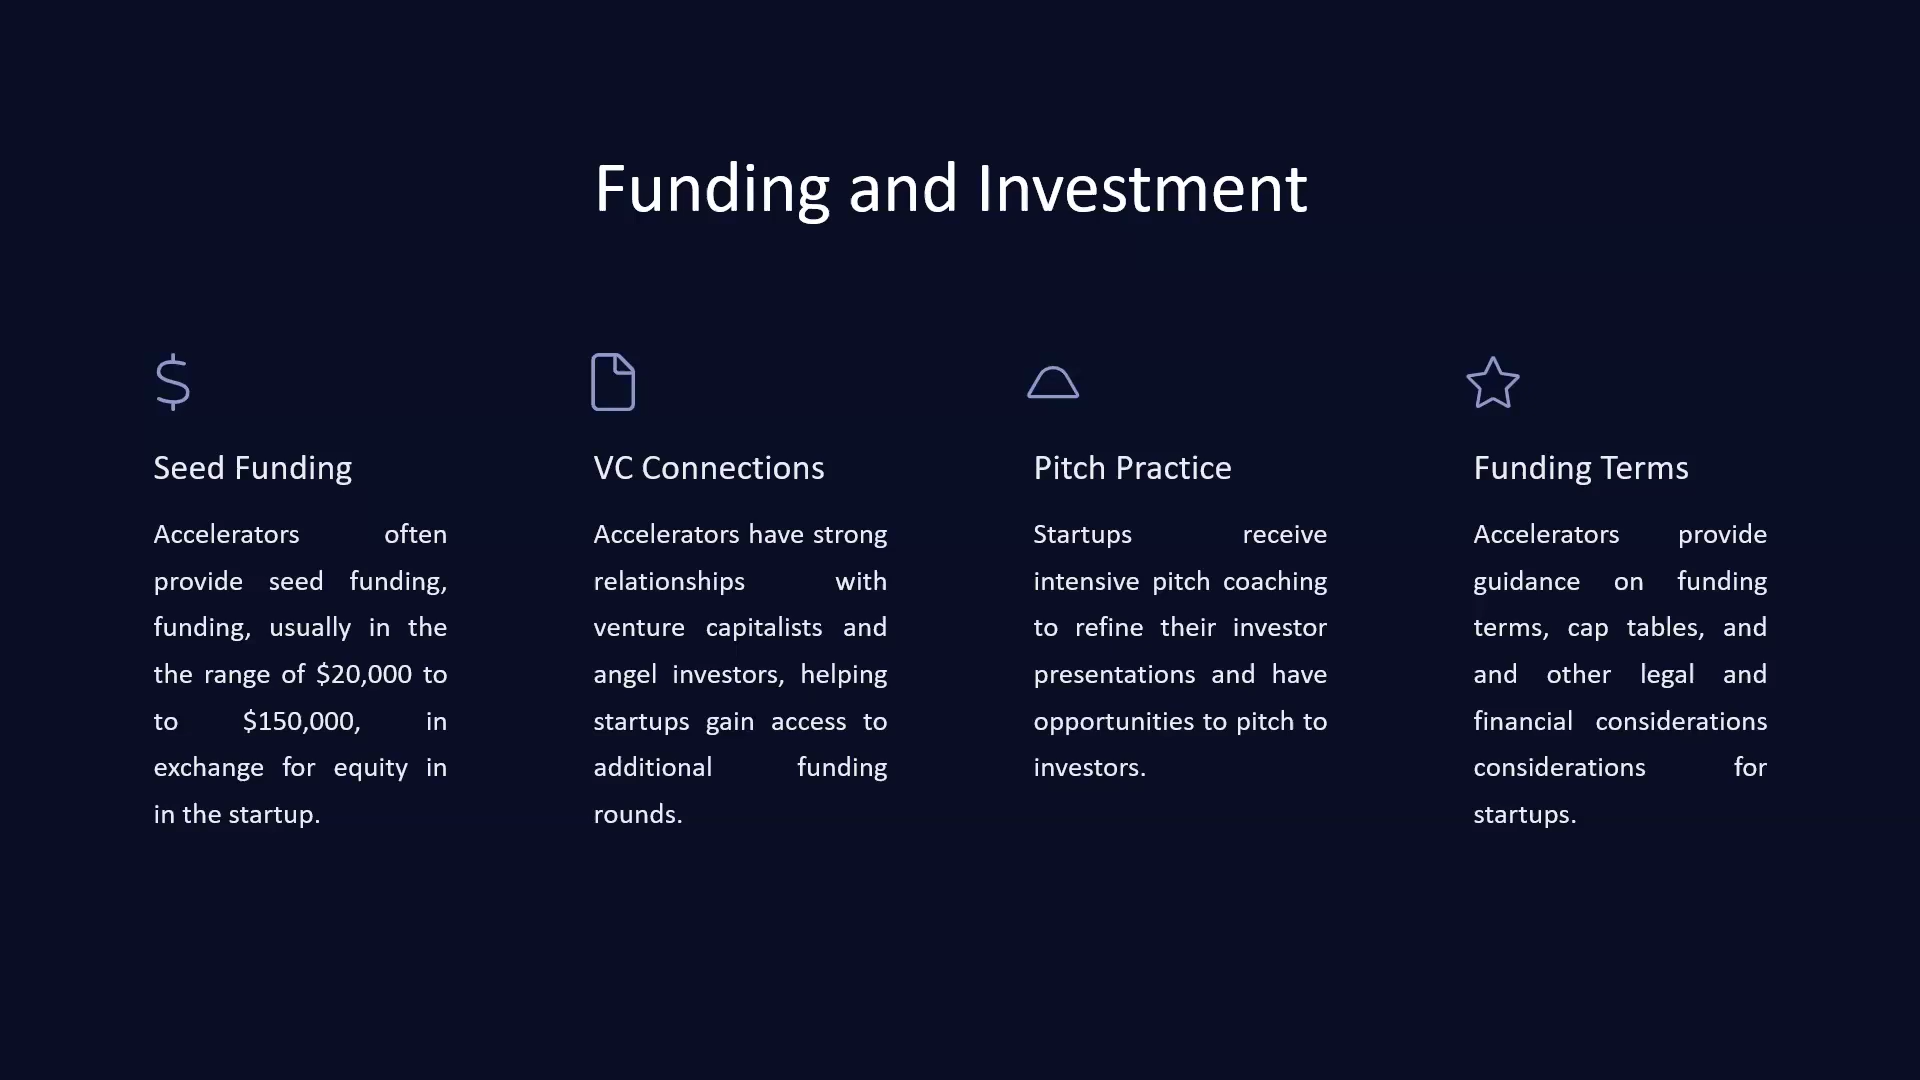 Funding and Investment
Seed Funding
Accelerators often
provide seed funding,
funding, usually in the
the range of $20,000 to
to $150,000, in
exchange for equity in
in the startup.
VC Connections
Accelerators have strong
relationships with
venture capitalists and
angel investors, helping
startups gain access to
additional funding
rounds.
Pitch Practice
Startups receive
intensive pitch coaching
to refine their investor
presentations and have
opportunities to pitch to
investors.
Funding Terms
Accelerators provide
guidance on funding
terms, cap tables, and
and other legal and
financial considerations
considerations for
startups.